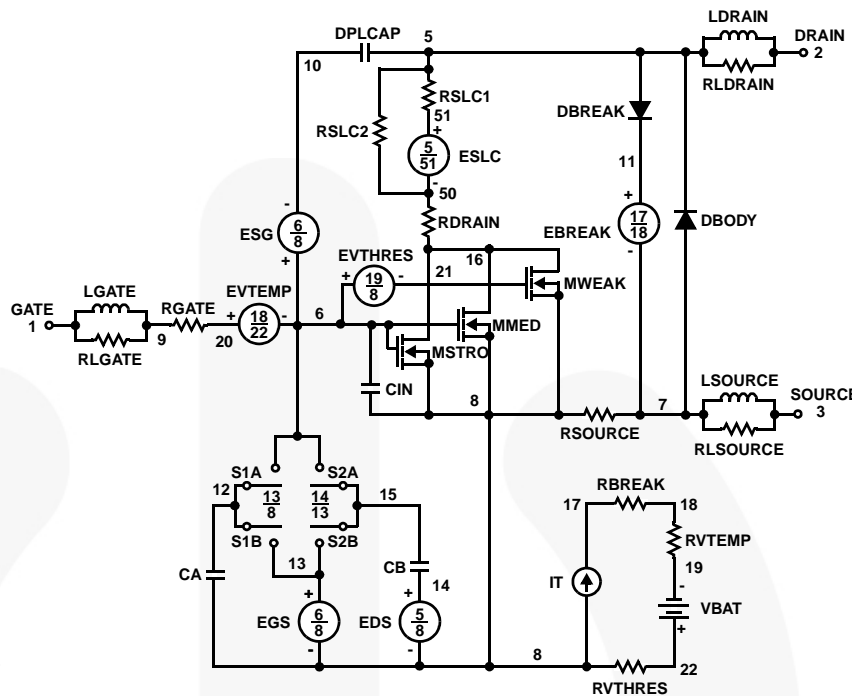 LDRAIN
DPLCAP
5
DRAIN
2
10
RLDRAIN
RSLC1
51
DBREAK
RSLC2
+
5
51
ESLC
-
11
50
-
+
ESG
6
8
+
RDRAIN
EBREAK
17
18
-
DBODY
EVTHRES
16
+
19
8
-
21
MWEAK
LGATE
EVTEMP
GATE
1
RGATE
+
18
22
-
6
MMED
9
20
RLGATE
MSTRO
CIN
8
7
LSOURCE
SOURCE
3
RSOURCE
RLSOURCE
S1A
S2A
RBREAK
12
13
8
14
13
15
17
18
S1B
S2B
RVTEMP
13
CB
CA
14
IT
19
-
+
+
VBAT
EGS
6
8
EDS
5
8
+
-
-
8
22
RVTHRES